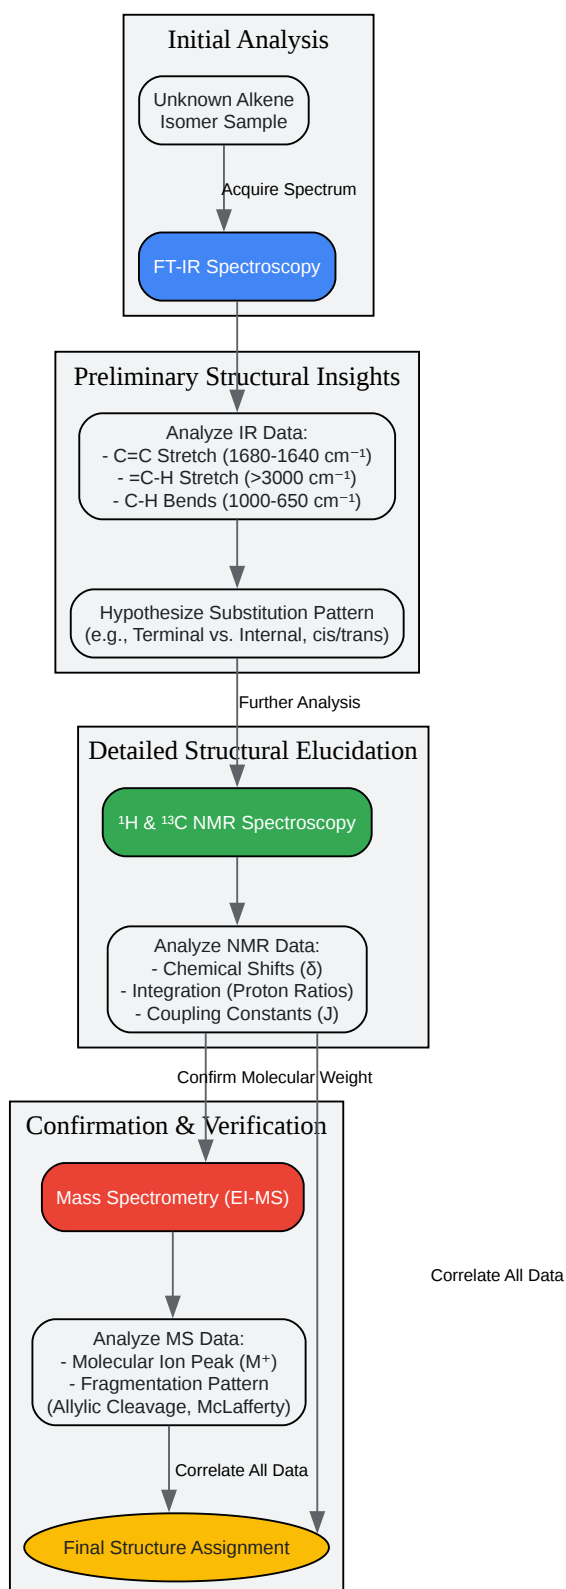 Initial Analysis
Unknown Alkene
Isomer Sample
Acquire Spectrum
FT-IR Spectroscopy
Preliminary Structural Insights
Analyze IR Data:
- C=C Stretch (1680-1640 cm⁻¹)
- =C-H Stretch (>3000 cm⁻¹)
- C-H Bends (1000-650 cm⁻¹)
Hypothesize Substitution Pattern
(e.g., Terminal vs. Internal, cis/trans)
Further Analysis
Detailed Structural Elucidation
¹H & ¹³C NMR Spectroscopy
Analyze NMR Data:
- Chemical Shifts (δ)
- Integration (Proton Ratios)
- Coupling Constants (J)
Confirm Molecular Weight
Confirmation & Verification
Mass Spectrometry (EI-MS)
Correlate All Data
Analyze MS Data:
- Molecular Ion Peak (M⁺)
- Fragmentation Pattern
(Allylic Cleavage, McLafferty)
Correlate All Data
Final Structure Assignment